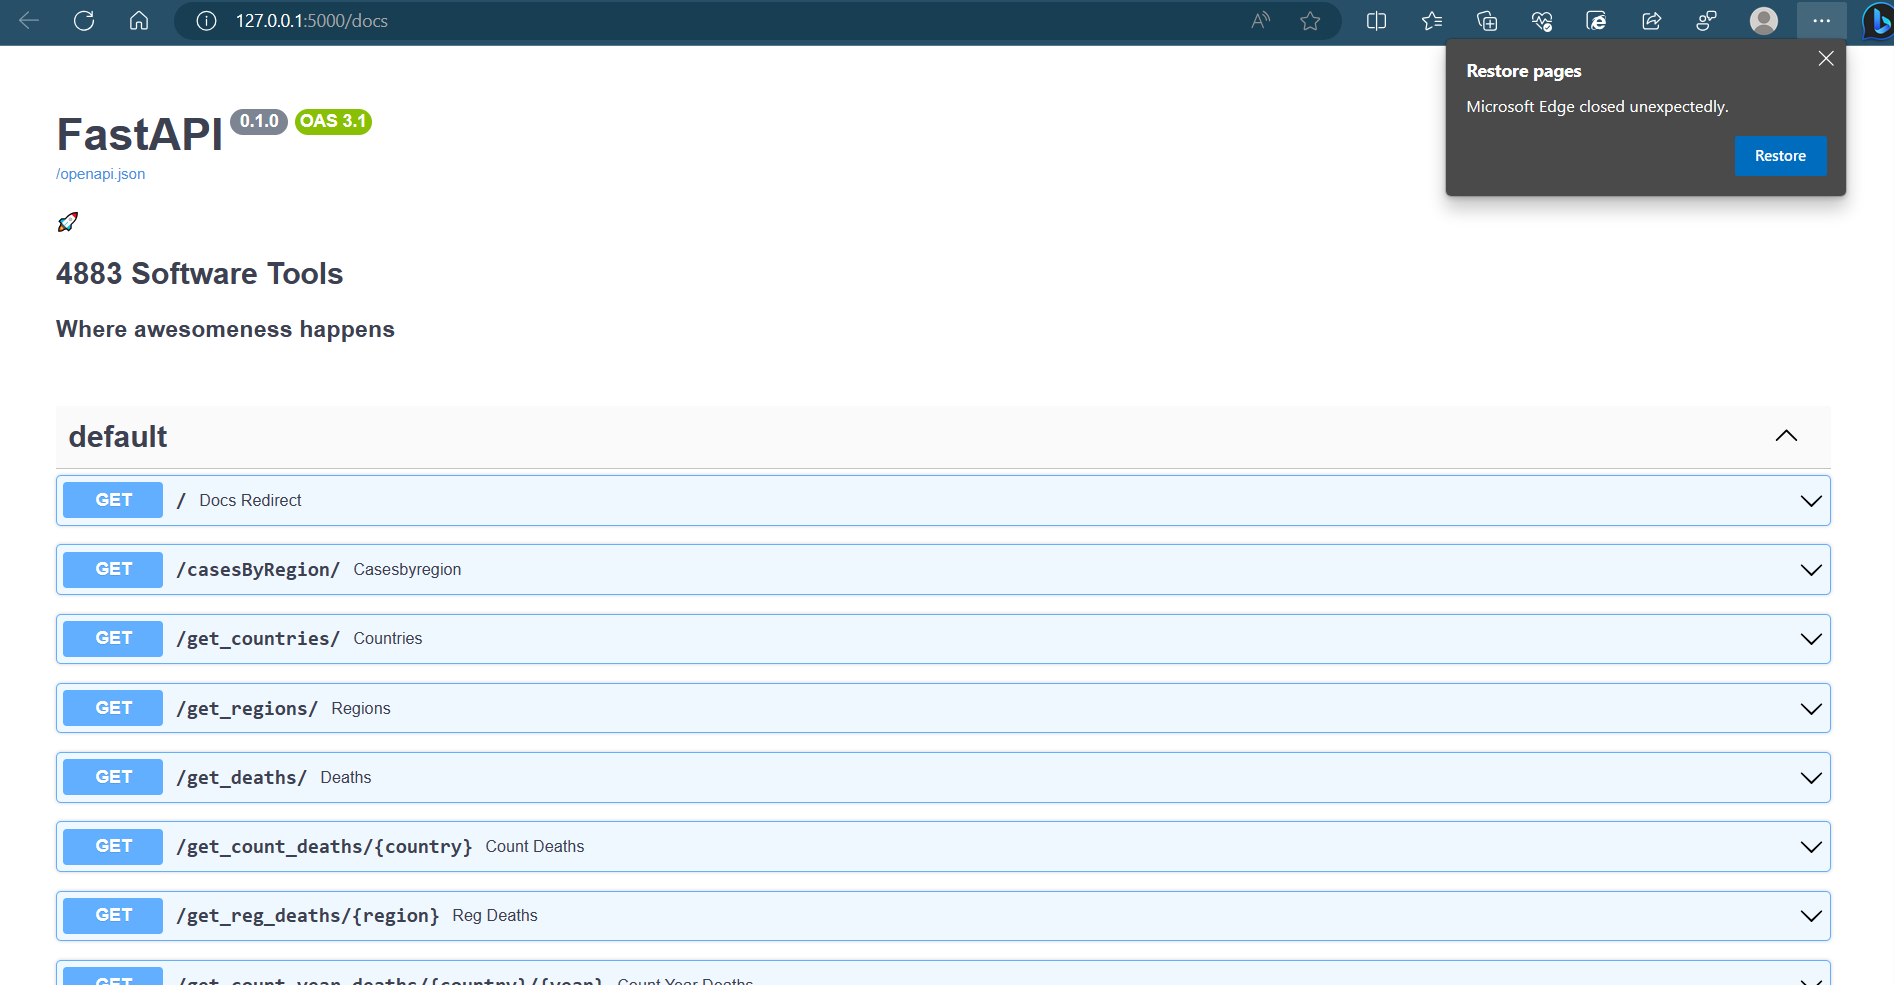 127.0.0.1:5000/docs
Restore pages
Microsoft Edge closed unexpectedly.
Restore
FastAPI 0.1.0 OAS 3.1
/openapi.json
4883 Software Tools
Where awesomeness happens
default
GET / Docs Redirect
GET /casesByRegion/ Casesbyregion
GET /get_countries/ Countries
GET /get_regions/ Regions
GET /get_deaths/ Deaths
GET /get_count_deaths/{country} Count Deaths
GET /get_reg_deaths/{region} Reg Deaths
GET /get_count_year_deaths/{country}/{year} Count Year Deaths